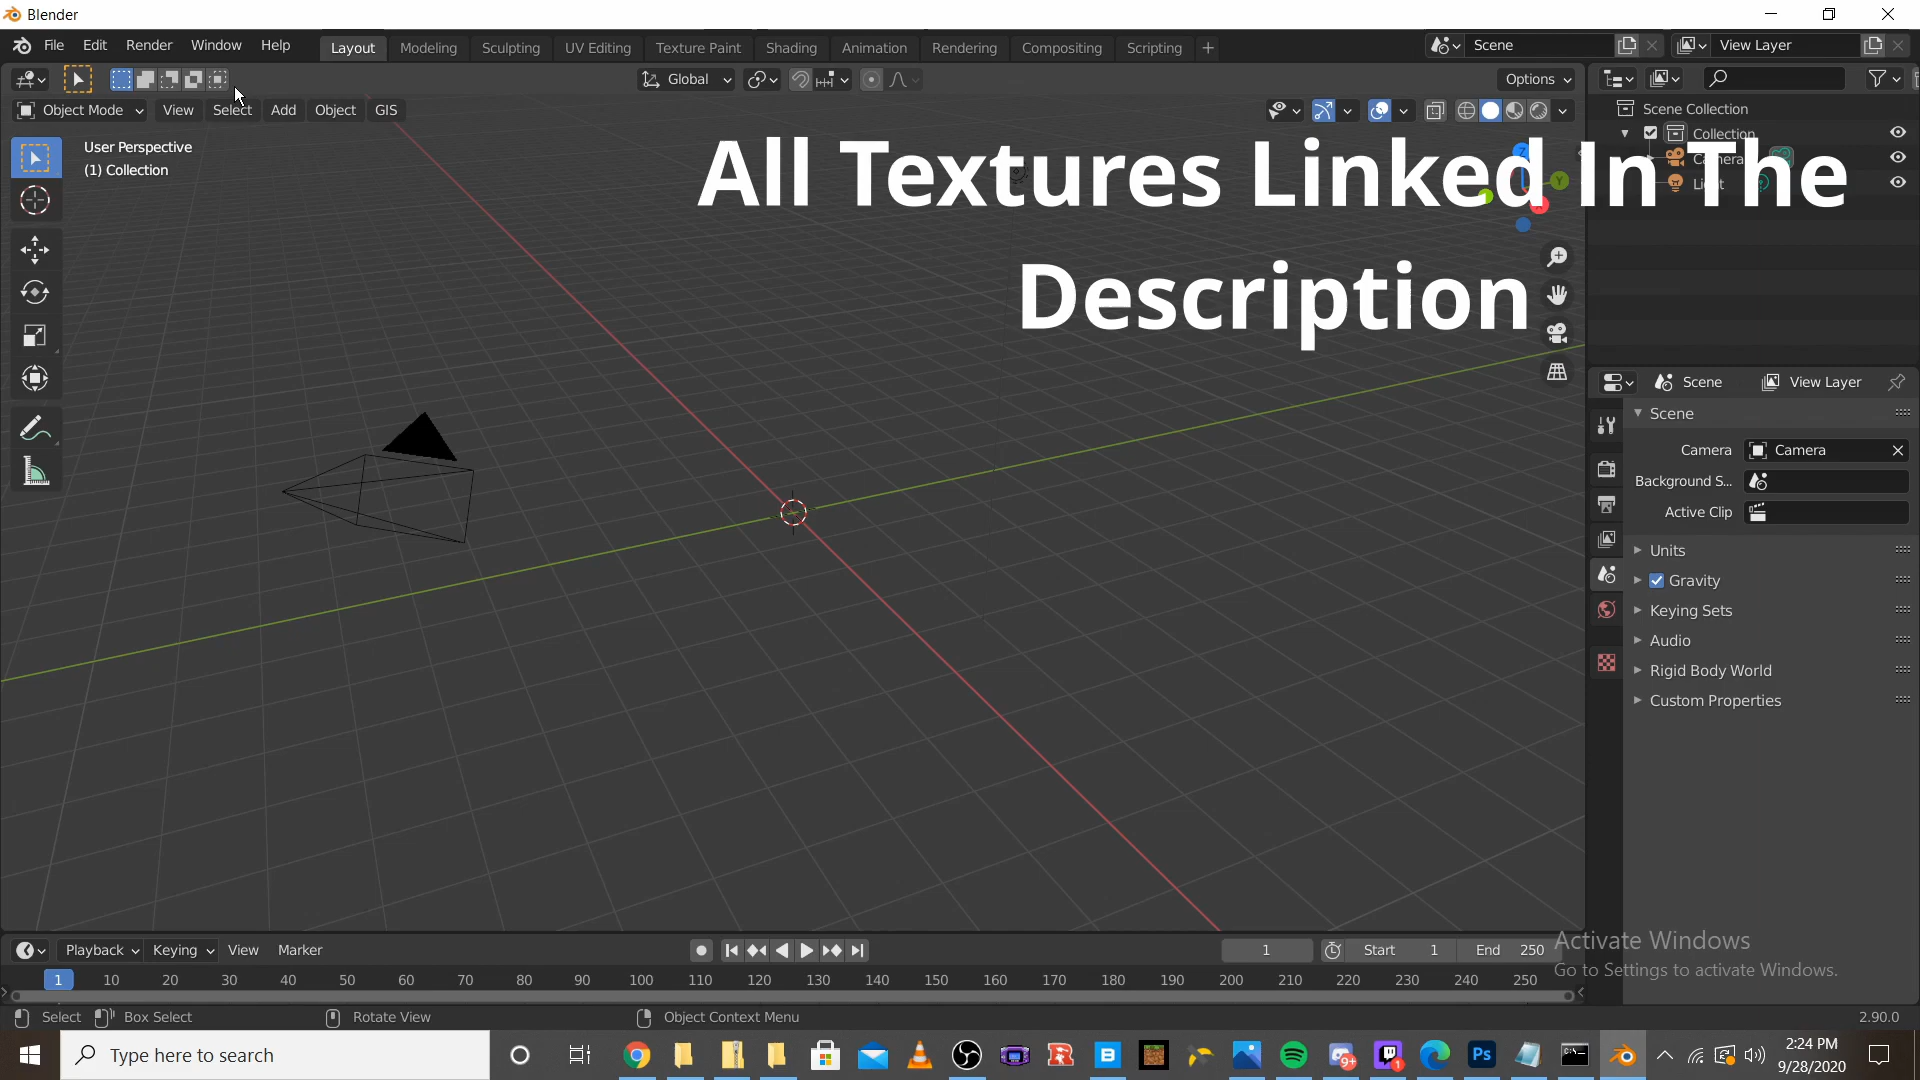 Blender
File Edit Render Window Help Layout Modeling Sculpting UV Editing Texture Paint Shading Animation Rendering Compositing Scripting + Scene View Layer
Global Options
Object Mode View Select Add Object GIS
Scene Collection
Collection
Camera
User Perspective
(1) Collection
All Textures Linked In The
Description
Z
Y
Scene View Layer
Scene
Camera Camera
Background S...
Active Clip
Units
Gravity
Keying Sets
Audio
Rigid Body World
Custom Properties
Activate Windows
Go to Settings to activate Windows.
Playback Keying View Marker 1 Start 1 End 250
1 10 20 30 40 50 60 70 80 90 100 110 120 130 140 150 160 170 180 190 200 210 220 230 240 250
Select Box Select Rotate View Object Context Menu 2.90.0
Type here to search
9+
1
Ps
2:24 PM
9/28/2020